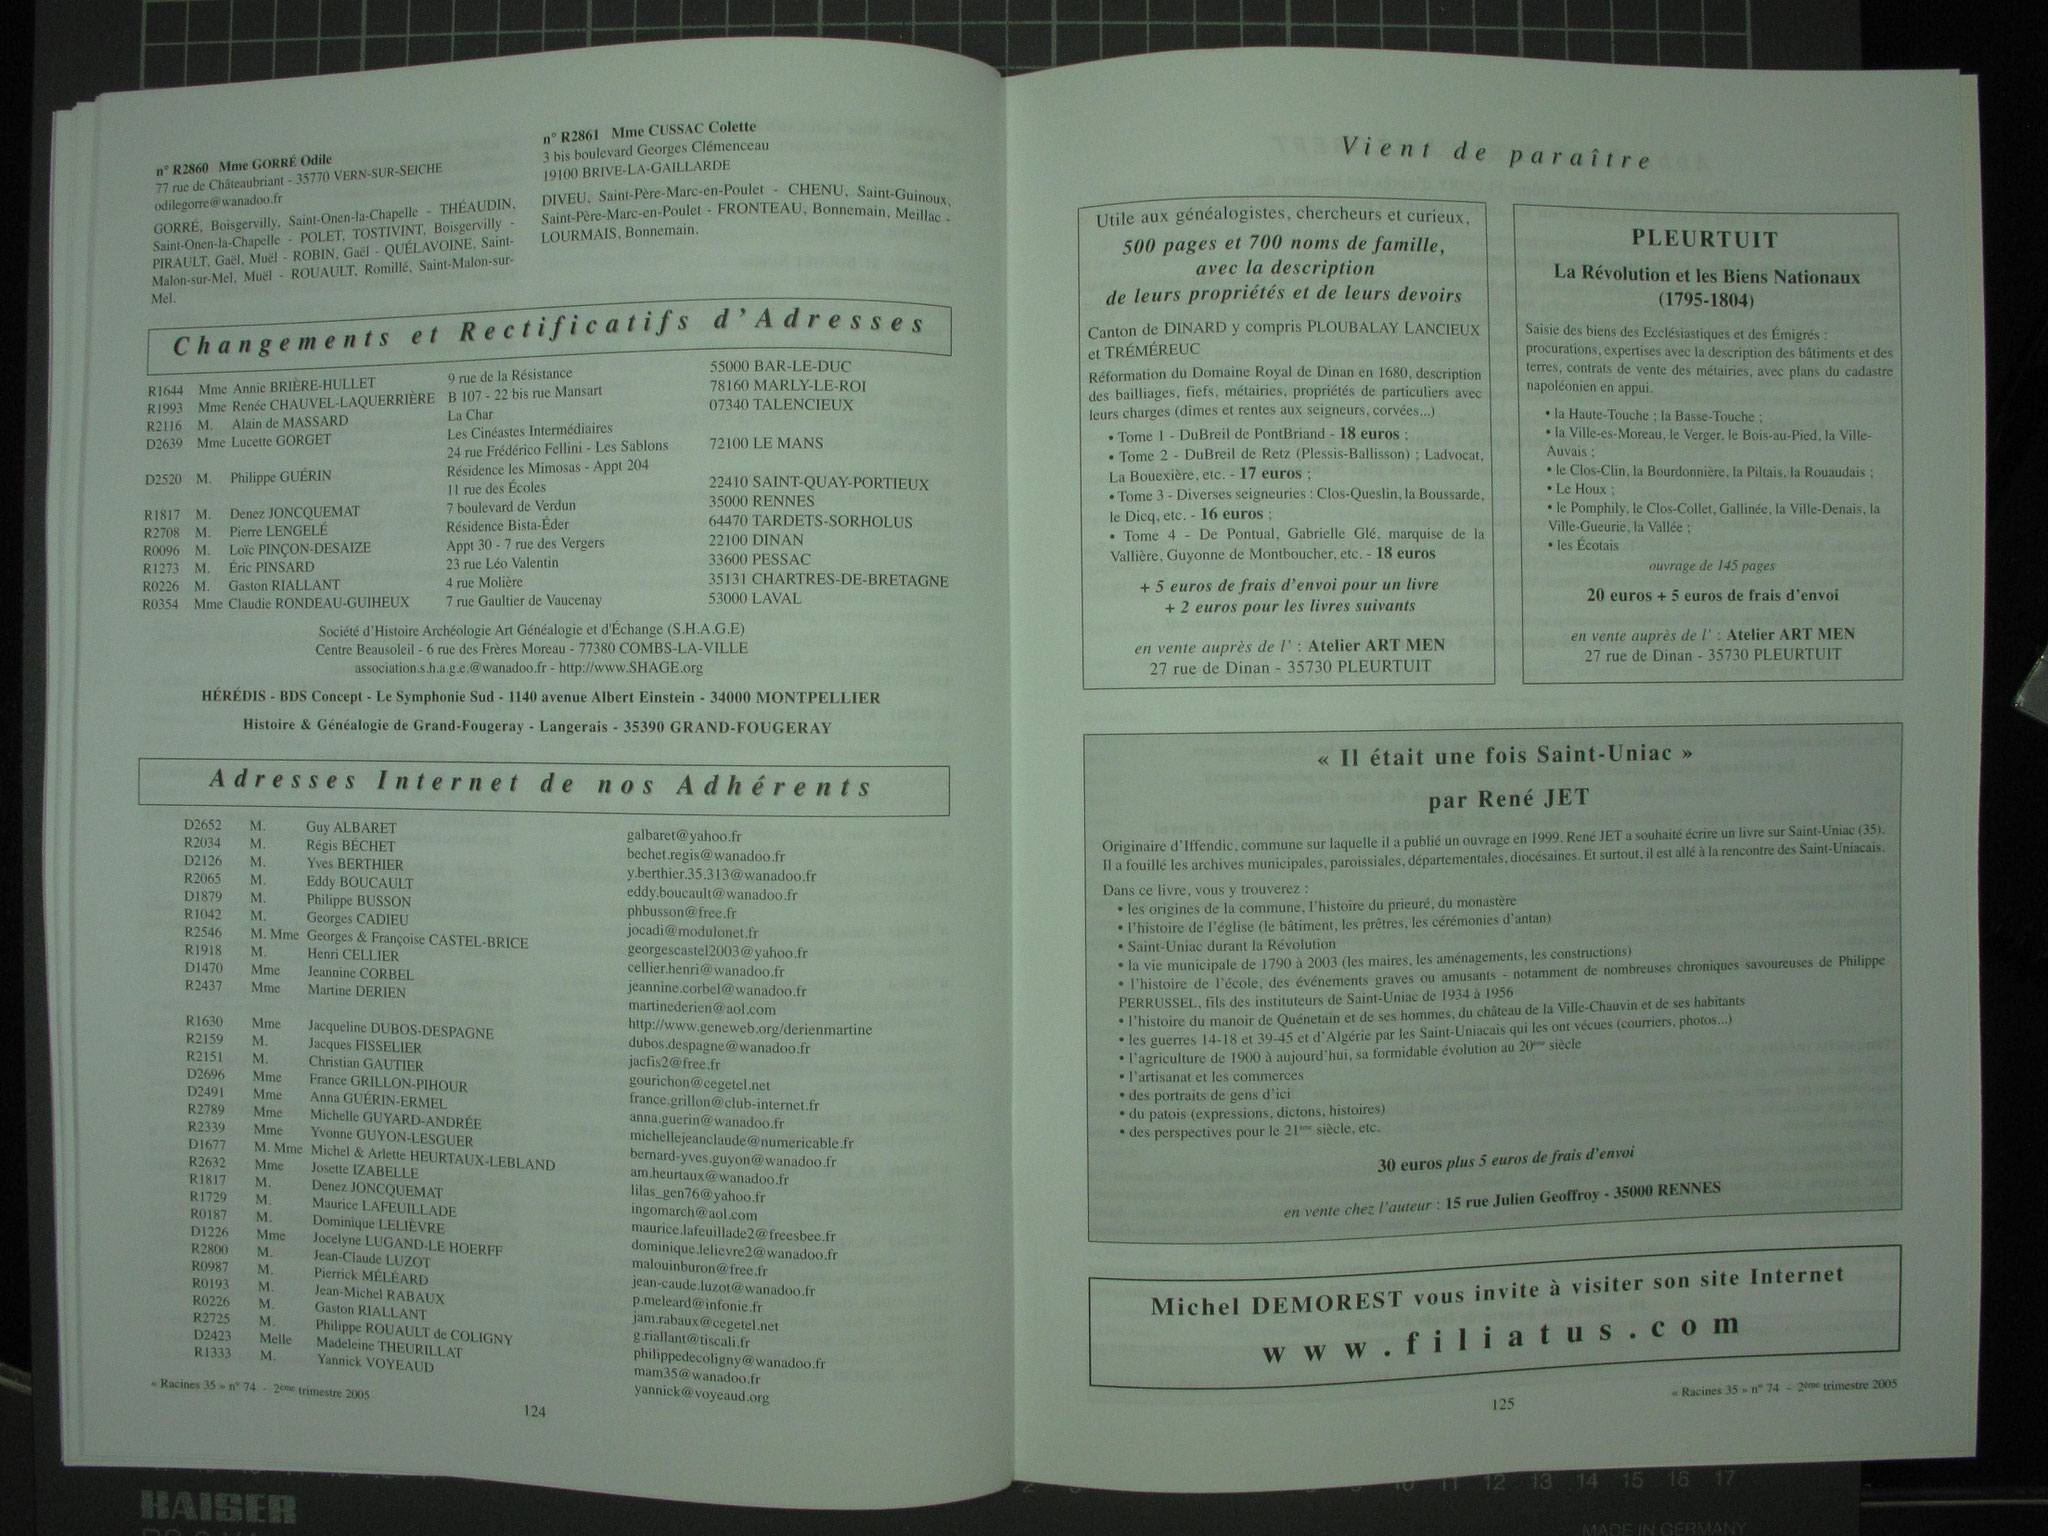 n° R2860 Mme GORRÉ Odile
77 rue de Châteaubriant - 35770 VERN-SUR-SEICHE
odilegorre@wanadoo.fr
GORRÉ, Boisgervilly, Saint-Onen-la-Chapelle - THÉAUDIN,
Saint-Onen-la-Chapelle - POLET, TOSTIVINT, Boisgervilly -
PIRAULT, Gaël, Muël - ROBIN, Gaël - QUÉLAVOINE, Saint-
Malon-sur-Mel, Muël - ROUAULT, Romillé, Saint-Malon-sur-
Mel.
n° R2861 Mme CUSSAC Colette
3 bis boulevard Georges Clémenceau
19100 BRIVE-LA-GAILLARDE
DIVEU, Saint-Père-Marc-en-Poulet - CHENU, Saint-Guinoux,
Saint-Père-Marc-en-Poulet - FRONTEAU, Bonnemain, Meillac -
LOURMAIS, Bonnemain.
Changements et Rectificatifs d'Adresses
R1644 Mme Annie BRIÈRE-HULLET 9 rue de la Résistance 55000 BAR-LE-DUC
R1993 Mme Renée CHAUVEL-LAQUERRIÈRE B 107 - 22 bis rue Mansart 78160 MARLY-LE-ROI
R2116 M. Alain de MASSARD La Char 07340 TALENCIEUX
D2639 Mme Lucette GORGET Les Cinéastes Intermédiaires
24 rue Frédérico Fellini - Les Sablons 72100 LE MANS
D2520 M. Philippe GUÉRIN Résidence les Mimosas - Appt 204
11 rue des Écoles 22410 SAINT-QUAY-PORTIEUX
R1817 M. Denez JONCQUEMAT 7 boulevard de Verdun 35000 RENNES
R2708 M. Pierre LENGELÉ Résidence Bista-Éder 64470 TARDETS-SORHOLUS
R0096 M. Loïc PINÇON-DESAIZE Appt 30 - 7 rue des Vergers 22100 DINAN
R1273 M. Éric PINSARD 23 rue Léo Valentin 33600 PESSAC
R0226 M. Gaston RIALLANT 4 rue Molière 35131 CHARTRES-DE-BRETAGNE
R0354 Mme Claudie RONDEAU-GUIHEUX 7 rue Gaultier de Vaucenay 53000 LAVAL
Société d'Histoire Archéologie Art Généalogie et d'Échange (S.H.A.G.E)
Centre Beausoleil - 6 rue des Frères Moreau - 77380 COMBS-LA-VILLE
association.s.h.a.g.e.@wanadoo.fr - http://www.SHAGE.org
HÉRÉDIS - BDS Concept - Le Symphonie Sud - 1140 avenue Albert Einstein - 34000 MONTPELLIER
Histoire & Généalogie de Grand-Fougeray - Langerais - 35390 GRAND-FOUGERAY
Adresses Internet de nos Adhérents
D2652 M. Guy ALBARET galbaret@yahoo.fr
R2034 M. Régis BÉCHET bechet.regis@wanadoo.fr
D2126 M. Yves BERTHIER y.berthier.35.313@wanadoo.fr
R2065 M. Eddy BOUCAULT eddy.boucault@wanadoo.fr
D1879 M. Philippe BUSSON phbusson@free.fr
R1042 M. Georges CADIEU jocadi@modulonet.fr
R2546 M. Mme Georges & Françoise CASTEL-BRICE georgescastel2003@yahoo.fr
R1918 M. Henri CELLIER cellier.henri@wanadoo.fr
D1470 Mme Jeannine CORBEL jeannine.corbel@wanadoo.fr
R2437 Mme Martine DERIEN martinederien@aol.com
http://www.geneweb.org/derienmartine
R1630 Mme Jacqueline DUBOS-DESPAGNE dubos.despagne@wanadoo.fr
R2159 M. Jacques FISSELIER jacfis2@free.fr
R2151 M. Christian GAUTIER gourichon@cegetel.net
D2696 Mme France GRILLON-PIHOUR france.grillon@club-internet.fr
D2491 Mme Anna GUÉRIN-ERMEL anna.guerin@wanadoo.fr
R2789 Mme Michelle GUYARD-ANDRÉE michellejeanclaude@numericable.fr
R2339 Mme Yvonne GUYON-LESGUER bernard-yves.guyon@wanadoo.fr
D1677 M. Mme Michel & Arlette HEURTAUX-LEBLAND am.heurtaux@wanadoo.fr
R2632 Mme Josette IZABELLE lilas_gen76@yahoo.fr
R1817 M. Denez JONCQUEMAT ingomarch@aol.com
R1729 M. Maurice LAFEUILLADE maurice.lafeuillade2@freesbee.fr
R0187 M. Dominique LELIÈVRE dominique.lelievre2@wanadoo.fr
D1226 Mme Jocelyne LUGAND-LE HOERFF malouinburon@free.fr
R2800 M. Jean-Claude LUZOT jean-caude.luzot@wanadoo.fr
R0987 M. Pierrick MÉLÉARD p.meleard@infonie.fr
R0193 M. Jean-Michel RABAUX jam.rabaux@cegetel.net
R0226 M. Gaston RIALLANT g.riallant@tiscali.fr
R2725 M. Philippe ROUAULT de COLIGNY philippedecoligny@wanadoo.fr
D2423 Melle Madeleine THEURILLAT mam35@wanadoo.fr
R1333 M. Yannick VOYEAUD yannick@voyeaud.org
« Racines 35 » n° 74 - 2ème trimestre 2005
124
Vient de paraître
Utile aux généalogistes, chercheurs et curieux,
500 pages et 700 noms de famille,
avec la description
de leurs propriétés et de leurs devoirs
Canton de DINARD y compris PLOUBALAY LANCIEUX
et TRÉMÉREUC
Réformation du Domaine Royal de Dinan en 1680, description
des bailliages, fiefs, métairies, propriétés de particuliers avec
leurs charges (dîmes et rentes aux seigneurs, corvées...)
• Tome 1 - DuBreil de PontBriand - 18 euros ;
• Tome 2 - DuBreil de Retz (Plessis-Ballisson) ; Ladvocat,
La Bouexière, etc. - 17 euros ;
• Tome 3 - Diverses seigneuries : Clos-Queslin, la Boussarde,
le Dicq, etc. - 16 euros ;
• Tome 4 - De Pontual, Gabrielle Glé, marquise de la
Vallière, Guyonne de Montboucher, etc. - 18 euros
+ 5 euros de frais d'envoi pour un livre
+ 2 euros pour les livres suivants
en vente auprès de l' : Atelier ART MEN
27 rue de Dinan - 35730 PLEURTUIT
PLEURTUIT
La Révolution et les Biens Nationaux
(1795-1804)
Saisie des biens des Ecclésiastiques et des Émigrés :
procurations, expertises avec la description des bâtiments et des
terres, contrats de vente des métairies, avec plans du cadastre
napoléonien en appui.
• la Haute-Touche ; la Basse-Touche ;
• la Ville-es-Moreau, le Verger, le Bois-au-Pied, la Ville-
Auvais ;
• le Clos-Clin, la Bourdonnière, la Piltais, la Rouaudais ;
• Le Houx ;
• le Pomphily, le Clos-Collet, Gallinée, la Ville-Denais, la
Ville-Gueurie, la Vallée ;
• les Écotais
ouvrage de 145 pages
20 euros + 5 euros de frais d'envoi
en vente auprès de l' : Atelier ART MEN
27 rue de Dinan - 35730 PLEURTUIT
« Il était une fois Saint-Uniac »
par René JET
Originaire d'Iffendic, commune sur laquelle il a publié un ouvrage en 1999. René JET a souhaité écrire un livre sur Saint-Uniac (35).
Il a fouillé les archives municipales, paroissiales, départementales, diocésaines. Et surtout, il est allé à la rencontre des Saint-Uniacais.
Dans ce livre, vous y trouverez :
• les origines de la commune, l'histoire du prieuré, du monastère
• l'histoire de l'église (le bâtiment, les prêtres, les cérémonies d'antan)
• Saint-Uniac durant la Révolution
• la vie municipale de 1790 à 2003 (les maires, les aménagements, les constructions)
• l'histoire de l'école, des événements graves ou amusants - notamment de nombreuses chroniques savoureuses de Philippe
PERRUSSEL, fils des instituteurs de Saint-Uniac de 1934 à 1956
• l'histoire du manoir de Quénetain et de ses hommes, du château de la Ville-Chauvin et de ses habitants
• les guerres 14-18 et 39-45 et d'Algérie par les Saint-Uniacais qui les ont vécues (courriers, photos...)
• l'agriculture de 1900 à aujourd'hui, sa formidable évolution au 20ème siècle
• l'artisanat et les commerces
• des portraits de gens d'ici
• du patois (expressions, dictons, histoires)
• des perspectives pour le 21ème siècle, etc.
30 euros plus 5 euros de frais d'envoi
en vente chez l'auteur : 15 rue Julien Geoffroy - 35000 RENNES
Michel DEMOREST vous invite à visiter son site Internet
www.filiatus.com
« Racines 35 » n° 74 - 2ème trimestre 2005
125
10 11 12 13 14 15 16 17
KAISER
MADE IN GERMANY